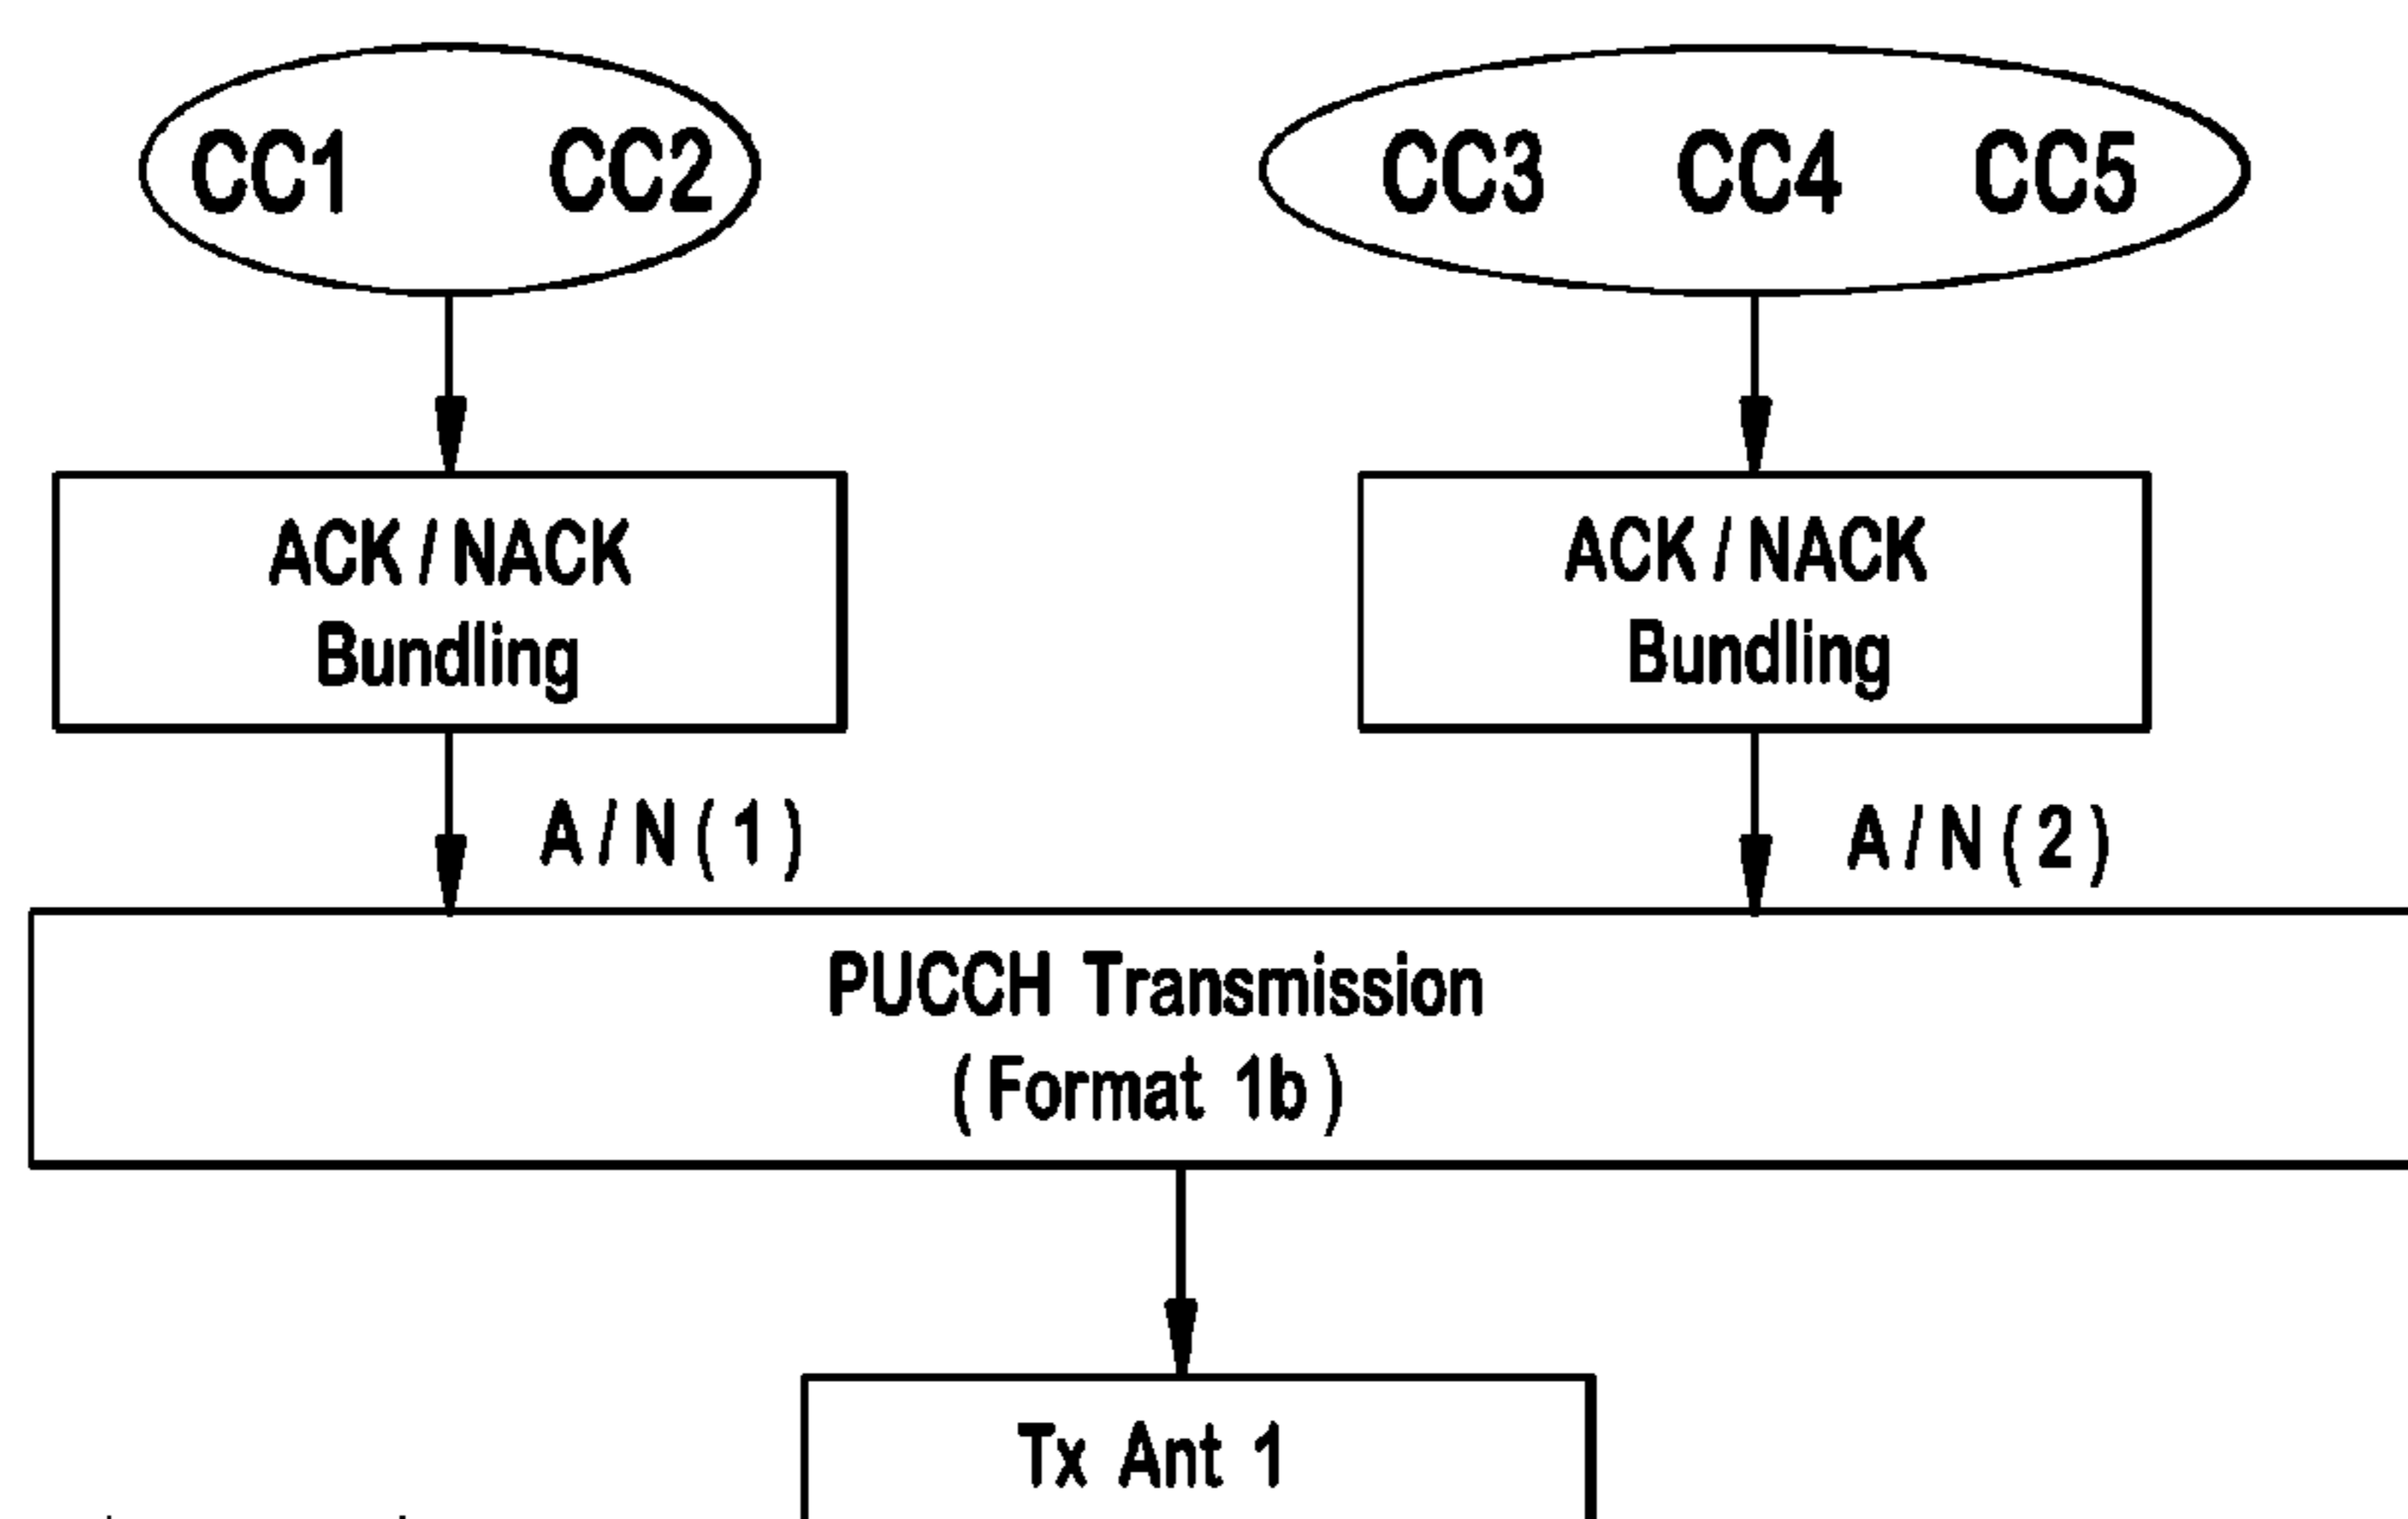 CC1 CC2 CC3 CC4 CC5
ACK / NACK
Bundling
ACK / NACK
Bundling
A / N ( 1 )
A / N ( 2 )
PUCCH Transmission
( Format 1b )
Tx Ant 1